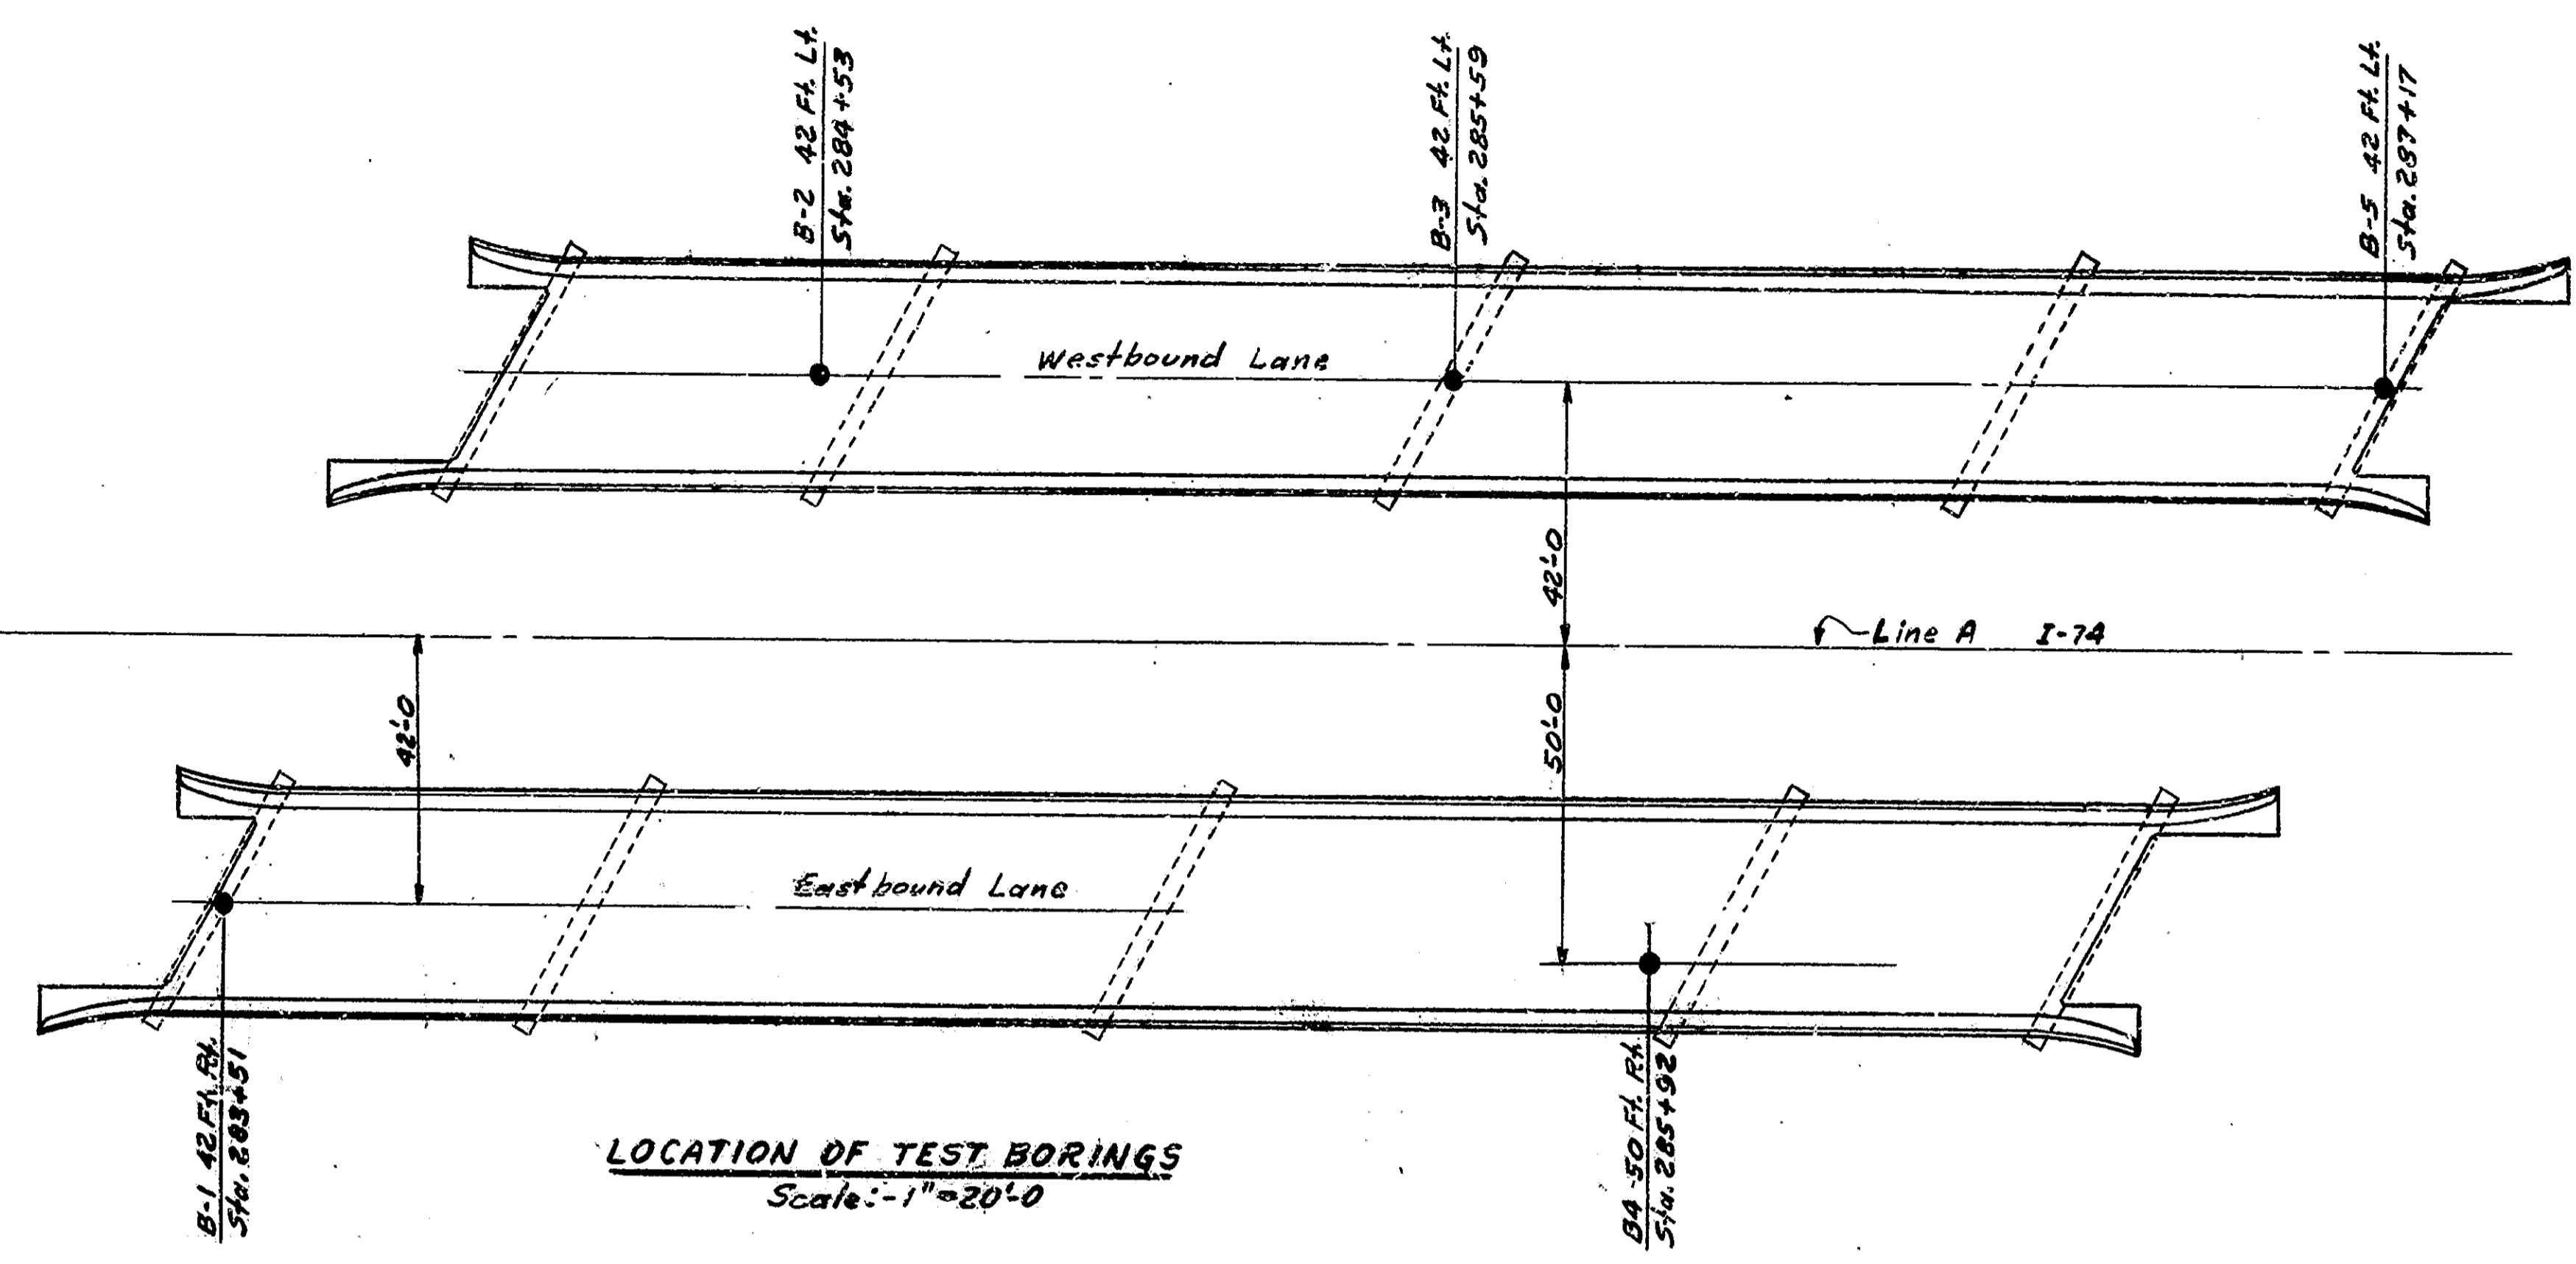 B-2 42 Ft. Lt.
Sta. 284+53
B-3 42 Ft. Lt.
Sta. 285+59
B-5 42 Ft. Lt.
Sta. 287+17
Westbound Lane
42'-0
Line A I-74
42'-0
50'-0
Eastbound Lane
B-1 42 Ft. Rt.
Sta. 283+51
B4-50 Ft. Rt.
Sta. 285+92
LOCATION OF TEST BORINGS
Scale:-1"=20'-0